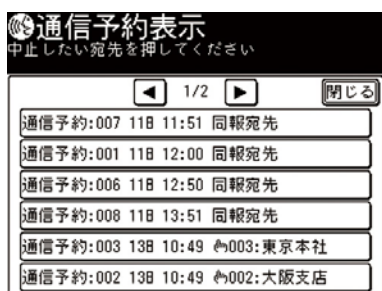 通信予約表示
中止したい宛先を押してください
1/2
閉じる
通信予約:007 11日 11:51 同報宛先
通信予約:001 11日 12:00 同報宛先
通信予約:006 11日 12:50 同報宛先
通信予約:008 11日 13:51 同報宛先
通信予約:003 13日 10:49 003:東京本社
通信予約:002 13日 10:49 002:大阪支店